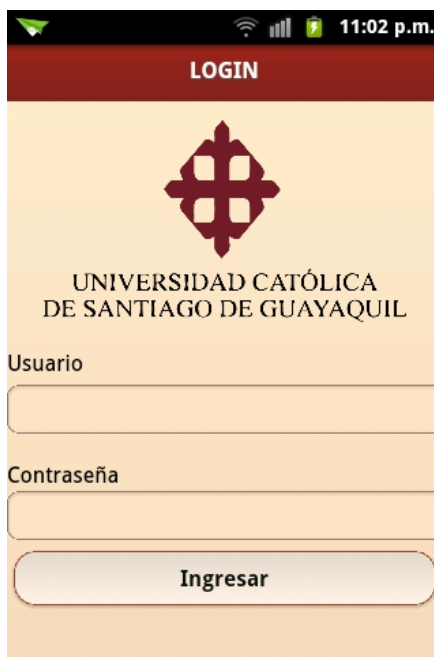 11:02 p.m.
LOGIN
UNIVERSIDAD CATÓLICA
DE SANTIAGO DE GUAYAQUIL
Usuario
Contraseña
Ingresar